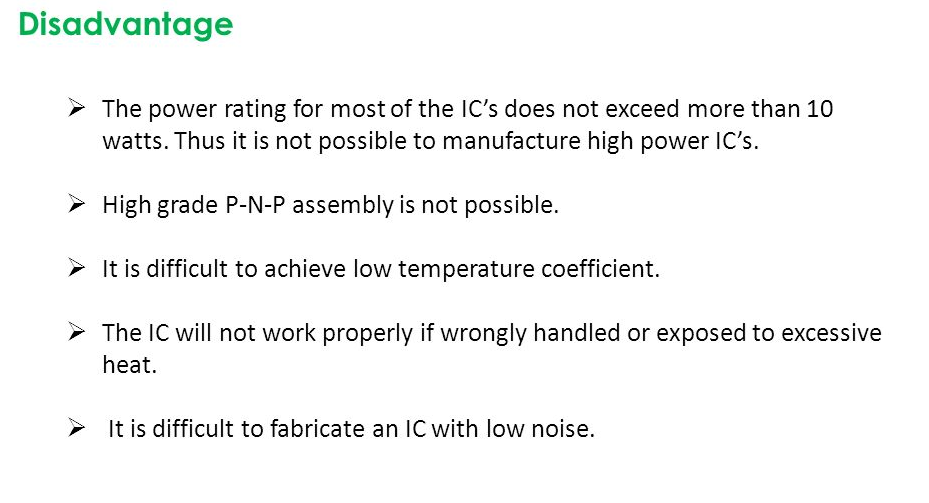 Disadvantage
➢ The power rating for most of the IC’s does not exceed more than 10
watts. Thus it is not possible to manufacture high power IC’s.
➢ High grade P-N-P assembly is not possible.
➢ It is difficult to achieve low temperature coefficient.
➢ The IC will not work properly if wrongly handled or exposed to excessive
heat.
➢ It is difficult to fabricate an IC with low noise.